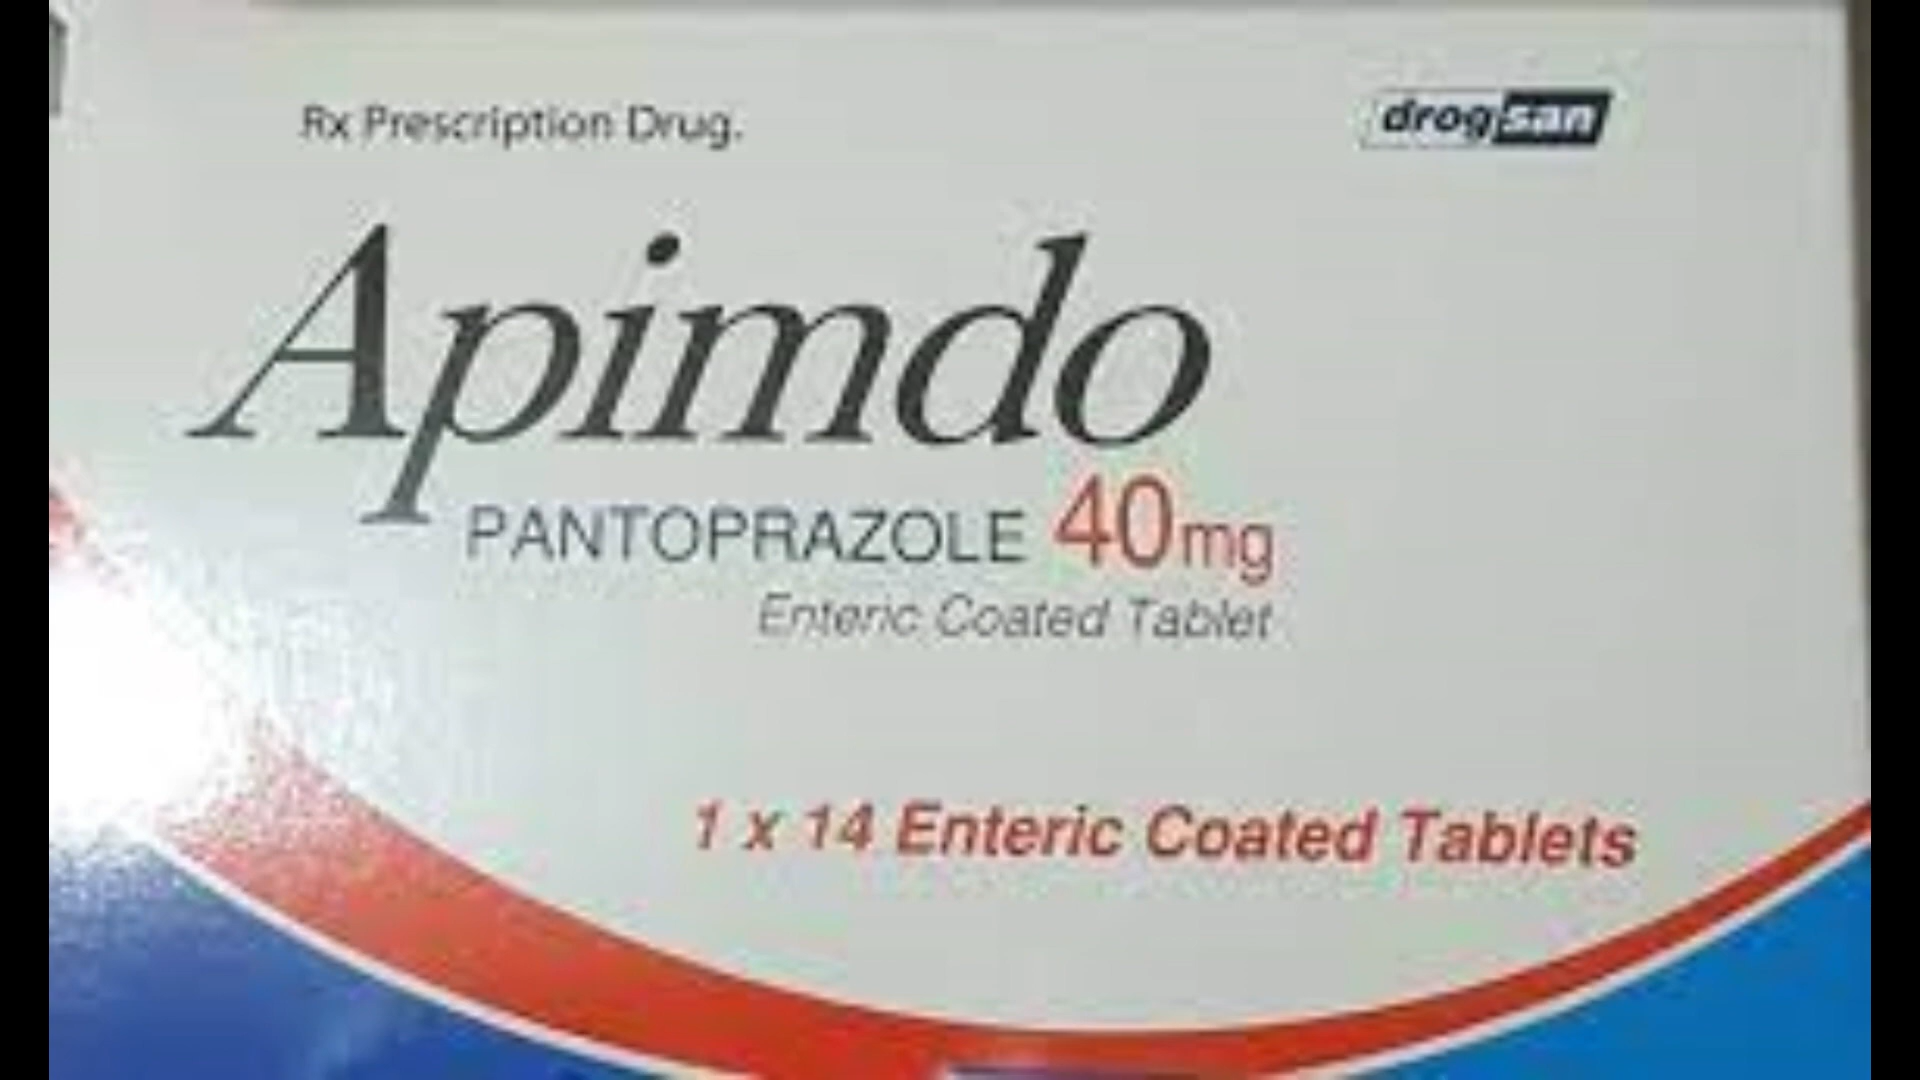 Rx Prescription Drug.
drogsan
Apimdo
PANTOPRAZOLE 40mg
Enteric Coated Tablet
1 x 14 Enteric Coated Tablets